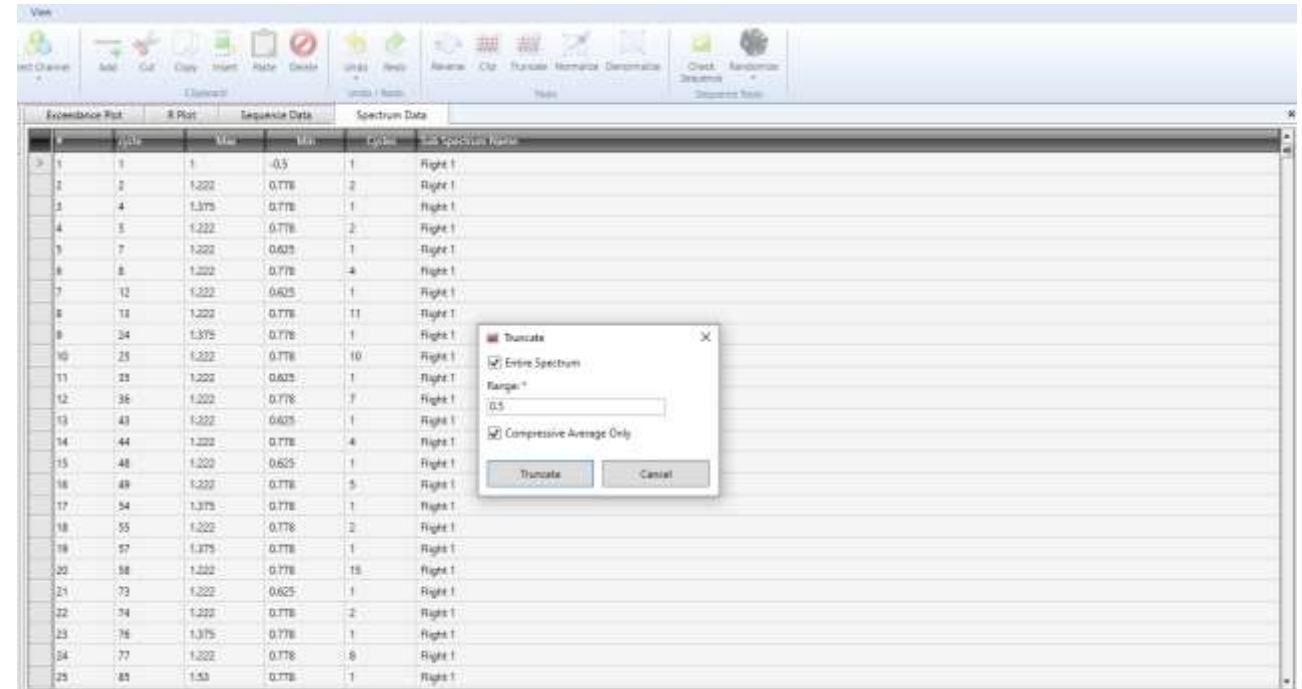 View
Add Cut Copy Insert Paste Delete Undo Redo Reverse Clip Truncate Normalize Denormalize Check Sequence Randomize
Clipboard Undo / Redo Tools Sequence Tools
Exceedance Plot R Plot Sequence Data Spectrum Data
# cycle Max Min Cycles Sub Spectrum Name
1 1 1 -0.5 1 Flight 1
2 2 1.222 0.778 2 Flight 1
3 4 1.375 0.778 1 Flight 1
4 5 1.222 0.778 2 Flight 1
5 7 1.222 0.625 1 Flight 1
6 8 1.222 0.778 4 Flight 1
7 12 1.222 0.625 1 Flight 1
8 13 1.222 0.778 11 Flight 1
9 24 1.375 0.778 1 Flight 1
10 25 1.222 0.778 10 Flight 1
11 35 1.222 0.625 1 Flight 1
12 36 1.222 0.778 7 Flight 1
13 43 1.222 0.625 1 Flight 1
14 44 1.222 0.778 4 Flight 1
15 48 1.222 0.625 1 Flight 1
16 49 1.222 0.778 5 Flight 1
17 54 1.375 0.778 1 Flight 1
18 55 1.222 0.778 2 Flight 1
19 57 1.375 0.778 1 Flight 1
20 58 1.222 0.778 15 Flight 1
21 73 1.222 0.625 1 Flight 1
22 74 1.222 0.778 2 Flight 1
23 76 1.375 0.778 1 Flight 1
24 77 1.222 0.778 8 Flight 1
25 85 1.53 0.778 1 Flight 1
Truncate
Entire Spectrum
Range: *
0.5
Compressive Average Only
Truncate Cancel